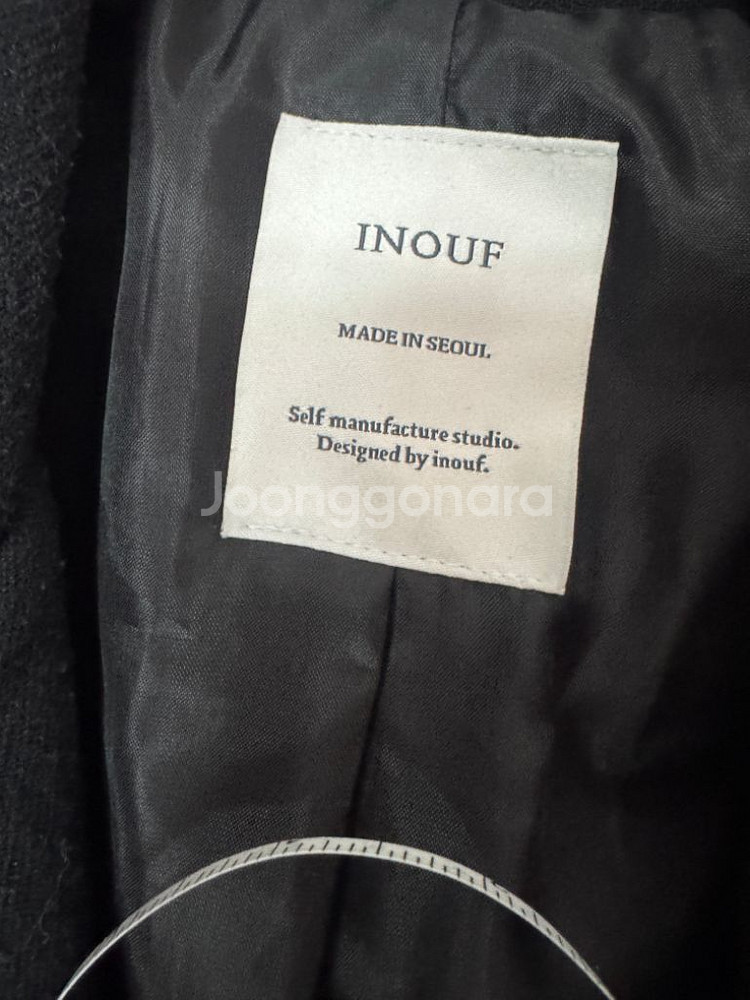 INOUF
MADE IN SEOUL
Self manufacture studio.
Designed by inouf.
Joonggonara